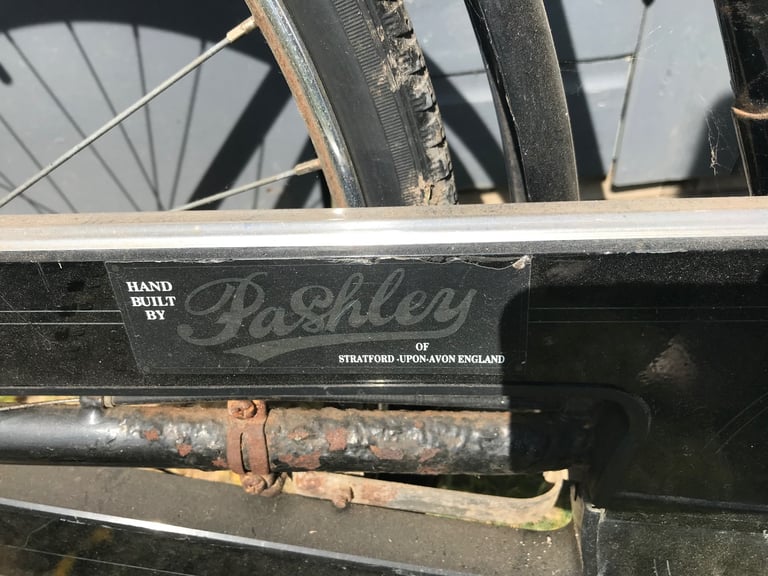 HAND
BUILT
BY
Pashley
OF
STRATFORD-UPON-AVON ENGLAND